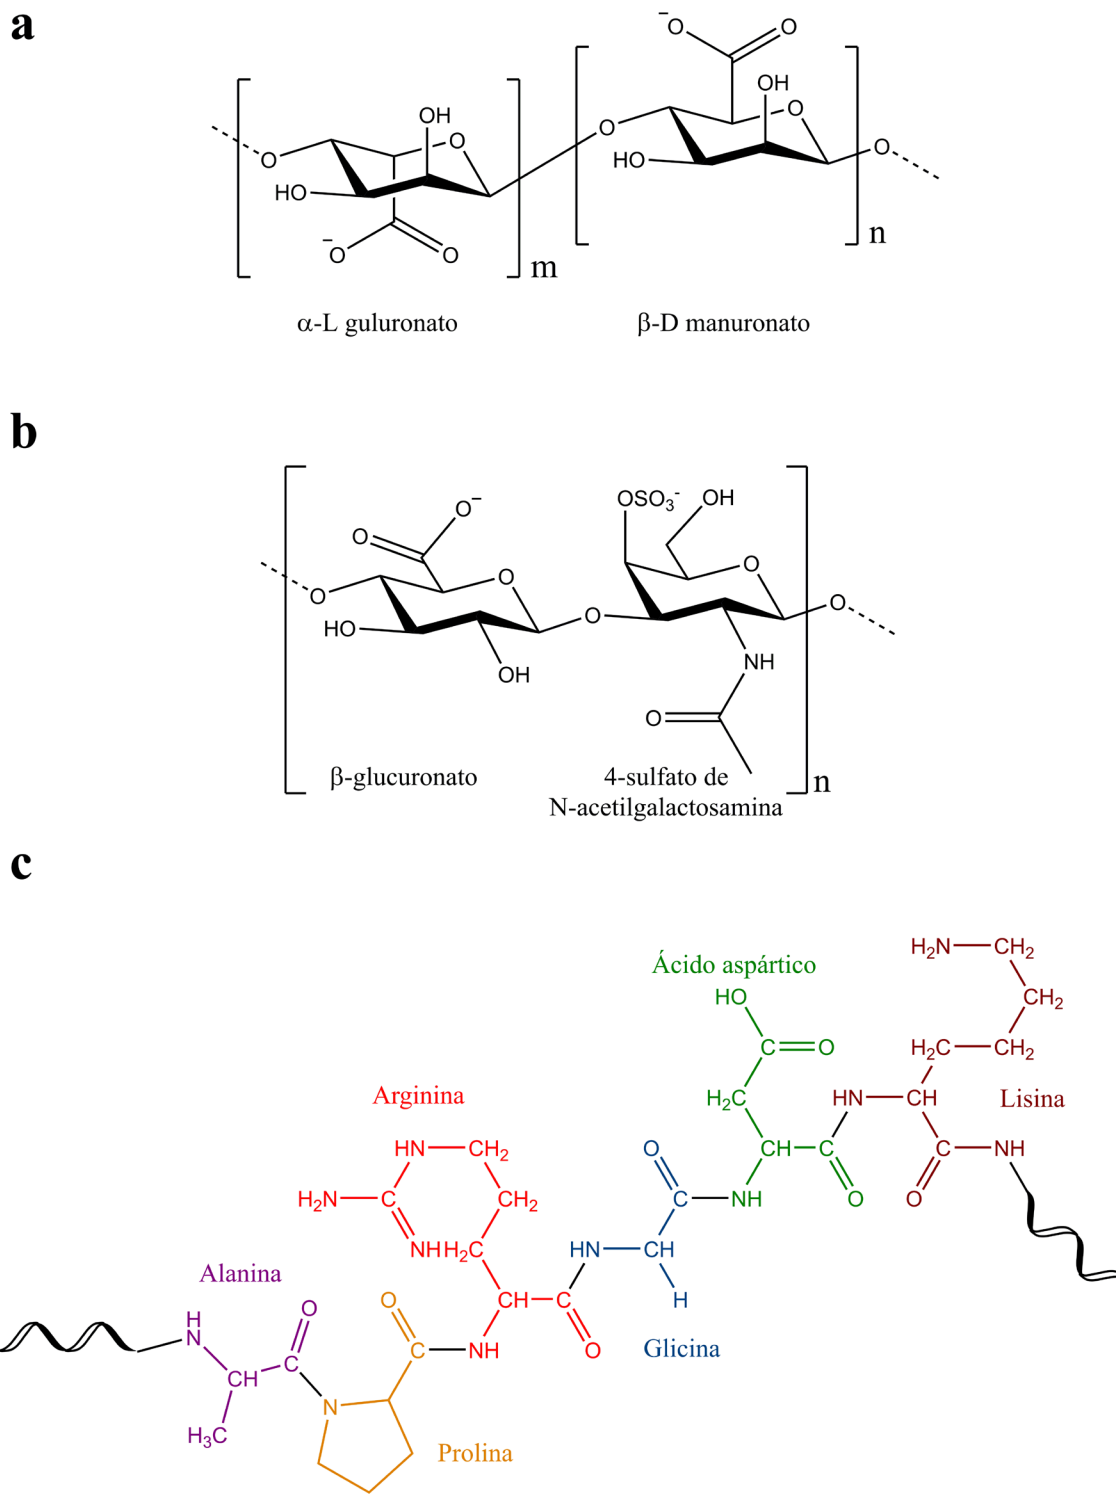 a
−O O
OH
O
O
HO
n
O
OH
O
O
HO
−O O
m
α-L guluronato β-D manuronato
b
O O−
O
O
HO
OH
O
OSO3- OH
O
O
NH
O
n
β-glucuronato 4-sulfato de
N-acetilgalactosamina
c
H2N CH2
Ácido aspártico
HO
CH2
C O
H2C CH2
Arginina
H2C
HN CH
Lisina
HN CH2
O
CH C
C NH
H2N C
CH2
C NH
O
O
NH H2C
HN CH
Alanina
O
O
CH C
H
H
N
C
NH
O
Glicina
C
CH
N
H3C
Prolina